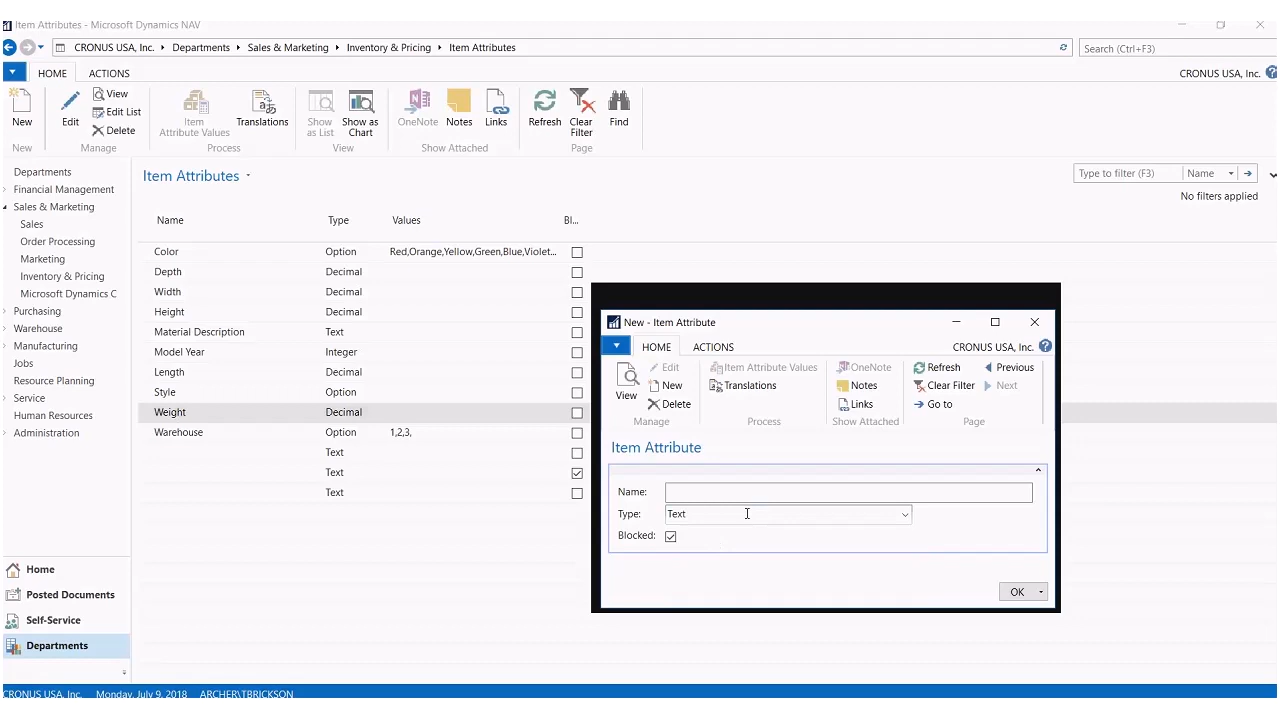 Item Attributes - Microsoft Dynamics NAV
CRONUS USA, Inc. Departments Sales & Marketing Inventory & Pricing Item Attributes
Search (Ctrl+F3)
HOME ACTIONS
CRONUS USA, Inc.
New
Edit
View
Edit List
Delete
Item Attribute Values
Translations
Show as List
Show as Chart
OneNote
Notes
Links
Refresh
Clear Filter
Find
New Manage Process View Show Attached Page
Departments
Financial Management
Sales & Marketing
Sales
Order Processing
Marketing
Inventory & Pricing
Microsoft Dynamics C
Purchasing
Warehouse
Manufacturing
Jobs
Resource Planning
Service
Human Resources
Administration
Home
Posted Documents
Self-Service
Departments
Item Attributes
Type to filter (F3) Name
No filters applied
Name Type Values Bl...
Color Option Red,Orange,Yellow,Green,Blue,Violet...
Depth Decimal
Width Decimal
Height Decimal
Material Description Text
Model Year Integer
Length Decimal
Style Option
Weight Decimal
Warehouse Option 1,2,3,
Text
Text
Text
New - Item Attribute
HOME ACTIONS
CRONUS USA, Inc.
View
Edit
New
Delete
Item Attribute Values
Translations
OneNote
Notes
Links
Refresh
Clear Filter
Go to
Previous
Next
Manage Process Show Attached Page
Item Attribute
Name:
Type: Text
Blocked:
OK
CRONUS USA, Inc. Monday, July 9, 2018 ARCHER\TBRICKSON